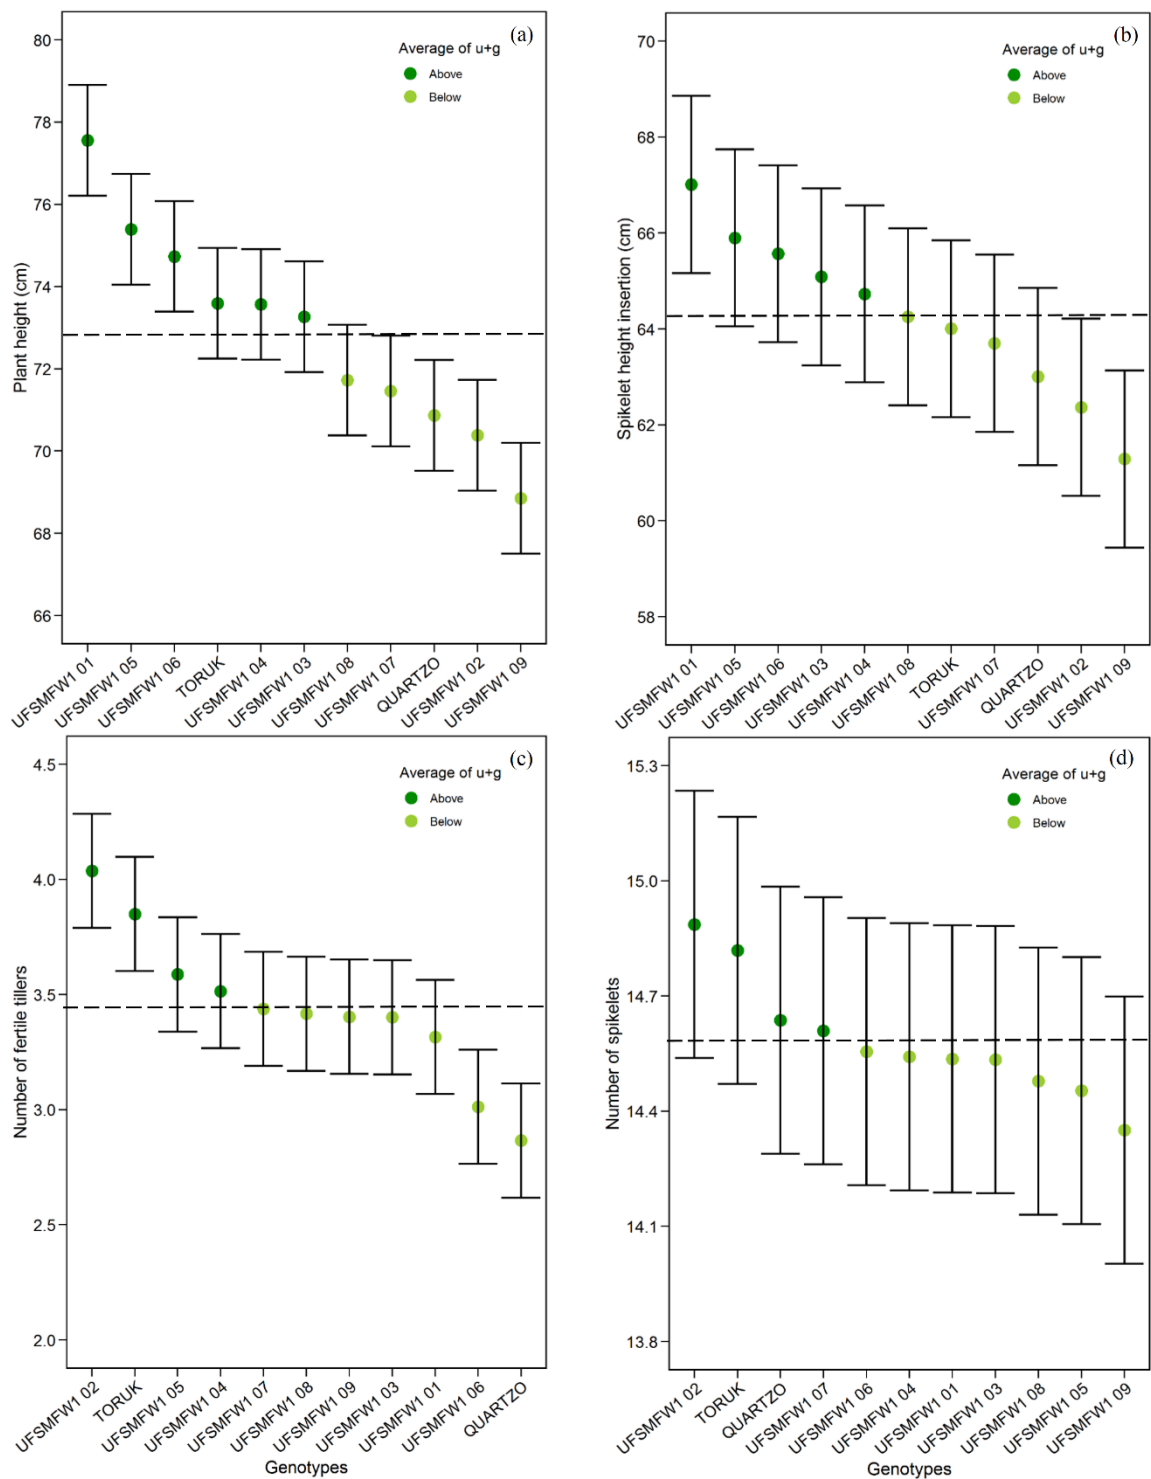 (a)
Average of u+g
Above
Below
Plant height (cm)
80
78
76
74
72
70
68
66
UFSMFW1 01
UFSMFW1 05
UFSMFW1 06
TORUK
UFSMFW1 04
UFSMFW1 03
UFSMFW1 08
UFSMFW1 07
QUARTZO
UFSMFW1 02
UFSMFW1 09
(b)
Average of u+g
Above
Below
Spikelet height insertion (cm)
70
68
66
64
62
60
58
UFSMFW1 01
UFSMFW1 05
UFSMFW1 06
UFSMFW1 03
UFSMFW1 04
UFSMFW1 08
TORUK
UFSMFW1 07
QUARTZO
UFSMFW1 02
UFSMFW1 09
(c)
Average of u+g
Above
Below
Number of fertile tillers
4.5
4.0
3.5
3.0
2.5
2.0
UFSMFW1 02
TORUK
UFSMFW1 05
UFSMFW1 04
UFSMFW1 07
UFSMFW1 08
UFSMFW1 09
UFSMFW1 03
UFSMFW1 01
UFSMFW1 06
QUARTZO
Genotypes
(d)
Average of u+g
Above
Below
Number of spikelets
15.3
15.0
14.7
14.4
14.1
13.8
UFSMFW1 02
TORUK
QUARTZO
UFSMFW1 07
UFSMFW1 06
UFSMFW1 04
UFSMFW1 01
UFSMFW1 03
UFSMFW1 08
UFSMFW1 05
UFSMFW1 09
Genotypes